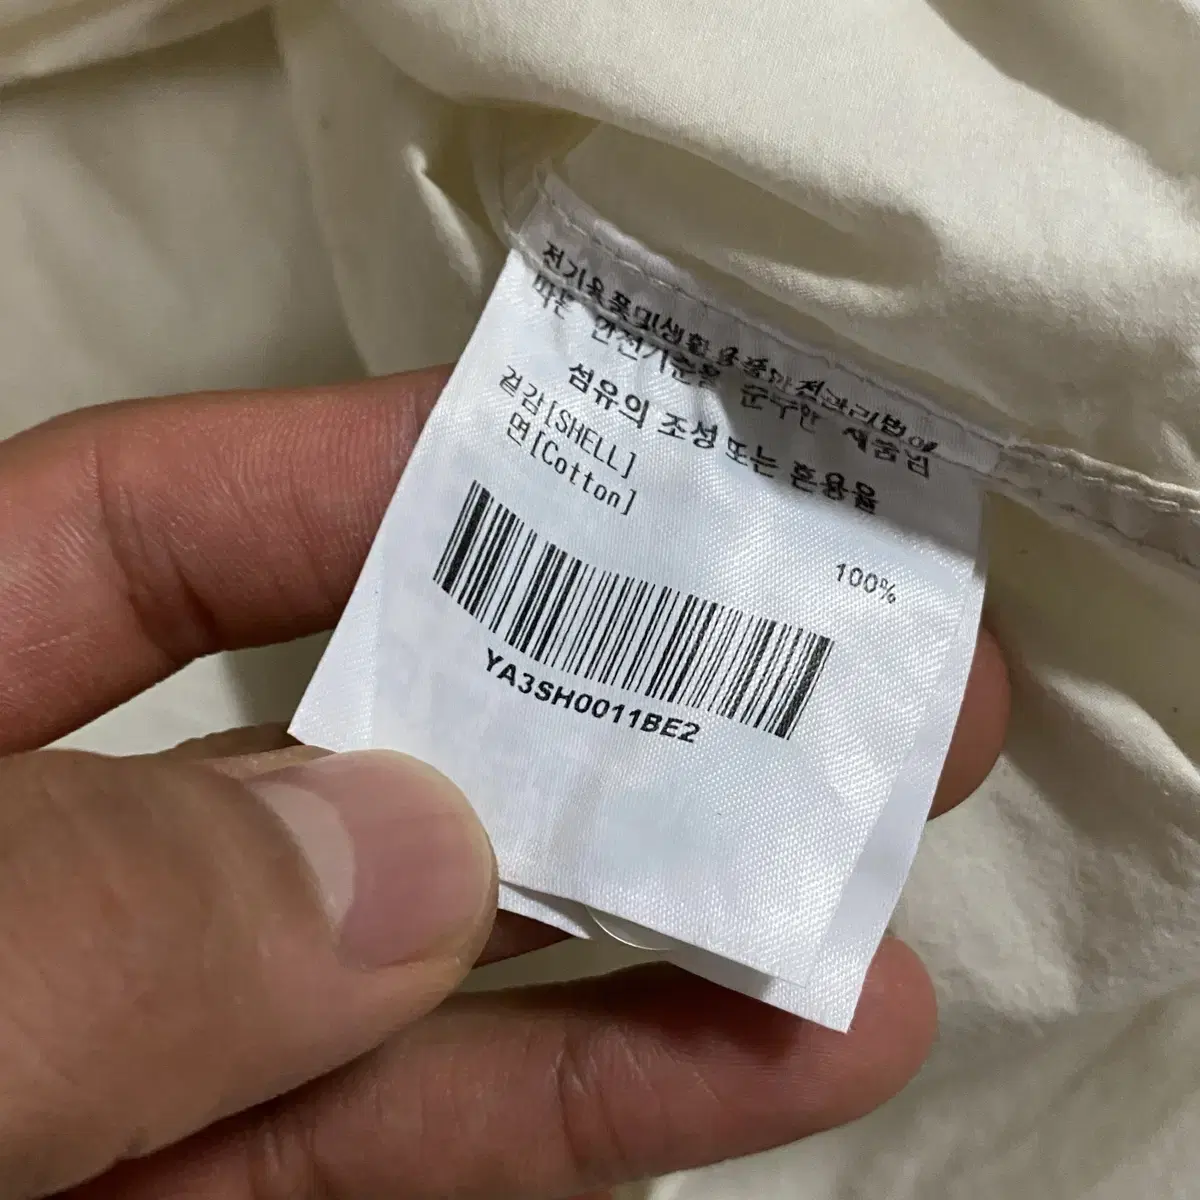 전기용품및생활용품안전관리법에
따른 안전기준을 준수한 제품임
섬유의 조성 또는 혼용율
겉감[SHELL]
면[Cotton]
100%
YA3SH0011BE2